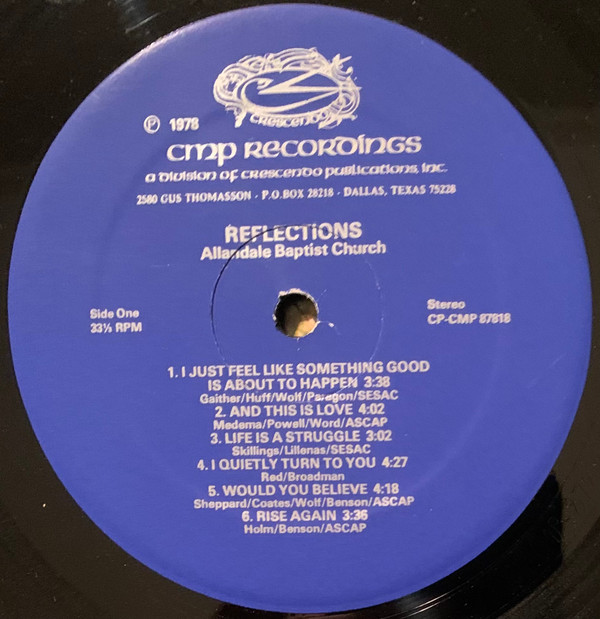 CRESCENDO
℗ 1978
CMP RECORDINGS
A DIVISION OF CRESCENDO PUBLICATIONS, INC.
2580 GUS THOMASSON · P.O. BOX 28218 · DALLAS, TEXAS 75228
REFLECTIONS
Allandale Baptist Church
Side One
33⅓ RPM
Stereo
CP-CMP 87818
1. I JUST FEEL LIKE SOMETHING GOOD
IS ABOUT TO HAPPEN 3:38
Gaither/Huff/Wolf/Paragon/SESAC
2. AND THIS IS LOVE 4:02
Medema/Powell/Word/ASCAP
3. LIFE IS A STRUGGLE 3:02
Skillings/Lillenas/SESAC
4. I QUIETLY TURN TO YOU 4:27
Red/Broadman
5. WOULD YOU BELIEVE 4:18
Sheppard/Coates/Wolf/Benson/ASCAP
6. RISE AGAIN 3:36
Holm/Benson/ASCAP